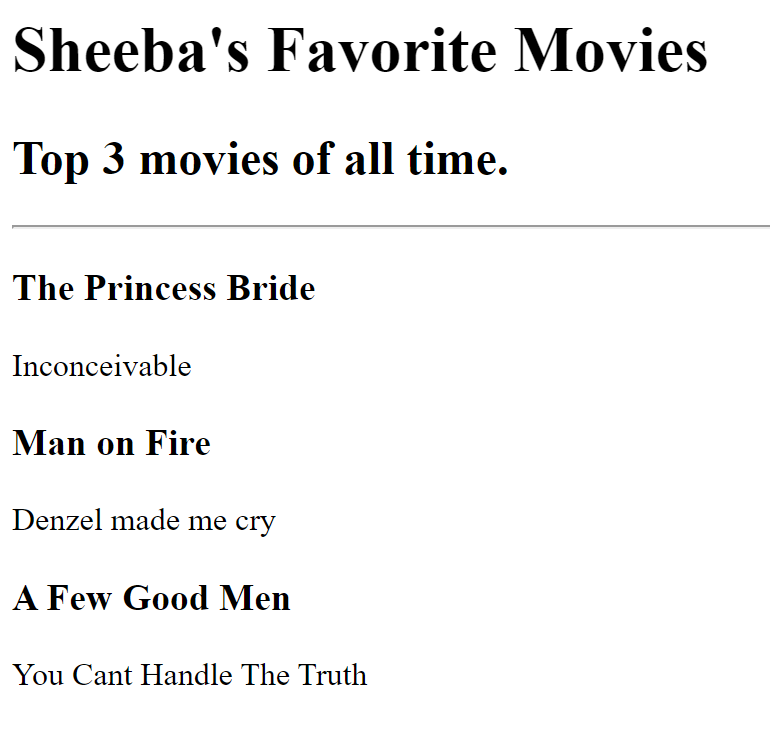 Sheeba's Favorite Movies
Top 3 movies of all time.
The Princess Bride
Inconceivable
Man on Fire
Denzel made me cry
A Few Good Men
You Cant Handle The Truth